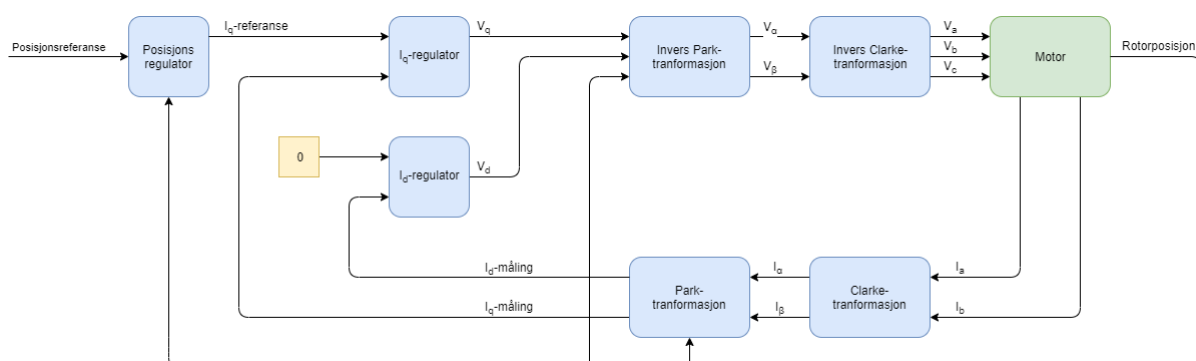 Posisjonsreferanse
Posisjons
regulator
Iq-referanse
Iq-regulator
Vq
Invers Park-
tranformasjon
Vα
Vβ
Invers Clarke-
tranformasjon
Va
Vb
Vc
Motor
Rotorposisjon
0
Id-regulator
Vd
Id-måling
Iq-måling
Park-
tranformasjon
Iα
Iβ
Clarke-
tranformasjon
Ia
Ib